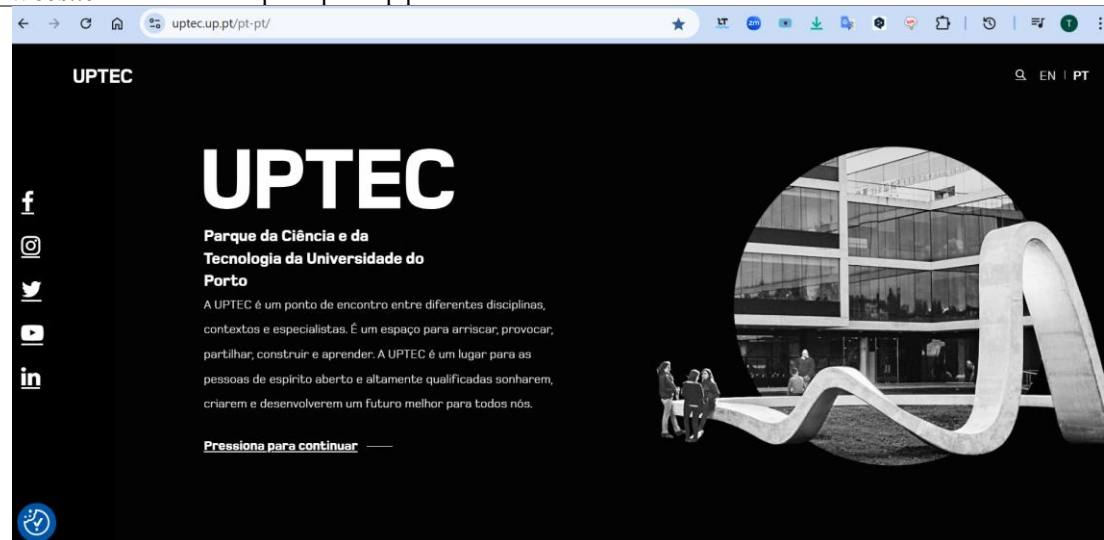 uptec.up.pt/pt-pt/
UPTEC
EN | PT
UPTEC
Parque da Ciência e da
Tecnologia da Universidade do
Porto
A UPTEC é um ponto de encontro entre diferentes disciplinas,
contextos e especialistas. É um espaço para arriscar, provocar,
partilhar, construir e aprender. A UPTEC é um lugar para as
pessoas de espírito aberto e altamente qualificadas sonharem,
criarem e desenvolverem um futuro melhor para todos nós.
Pressiona para continuar
f
in
LT
zm
T